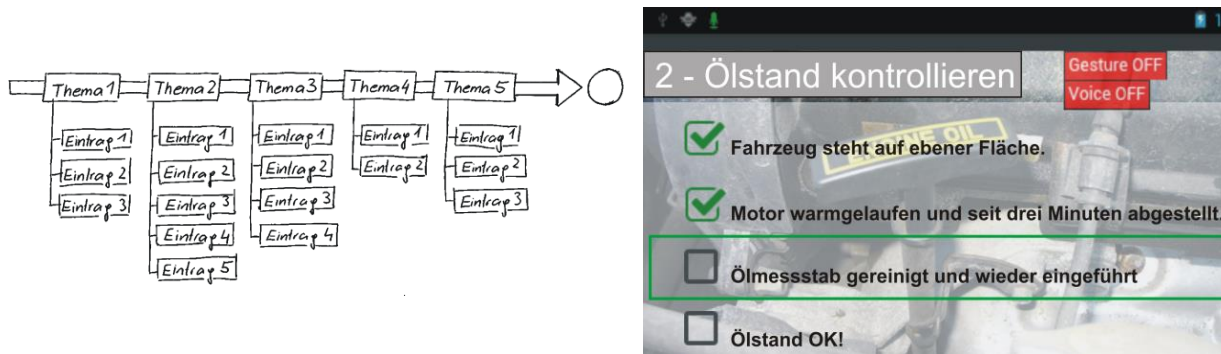 Thema 1
Thema 2
Thema 3
Thema 4
Thema 5
Eintrag 1
Eintrag 2
Eintrag 3
Eintrag 1
Eintrag 2
Eintrag 3
Eintrag 4
Eintrag 5
Eintrag 1
Eintrag 2
Eintrag 3
Eintrag 4
Eintrag 1
Eintrag 2
Eintrag 1
Eintrag 2
Eintrag 3
2 - Ölstand kontrollieren
Gesture OFF
Voice OFF
ENGINE OIL
Fahrzeug steht auf ebener Fläche.
Motor warmgelaufen und seit drei Minuten abgestellt.
Ölmessstab gereinigt und wieder eingeführt
Ölstand OK!